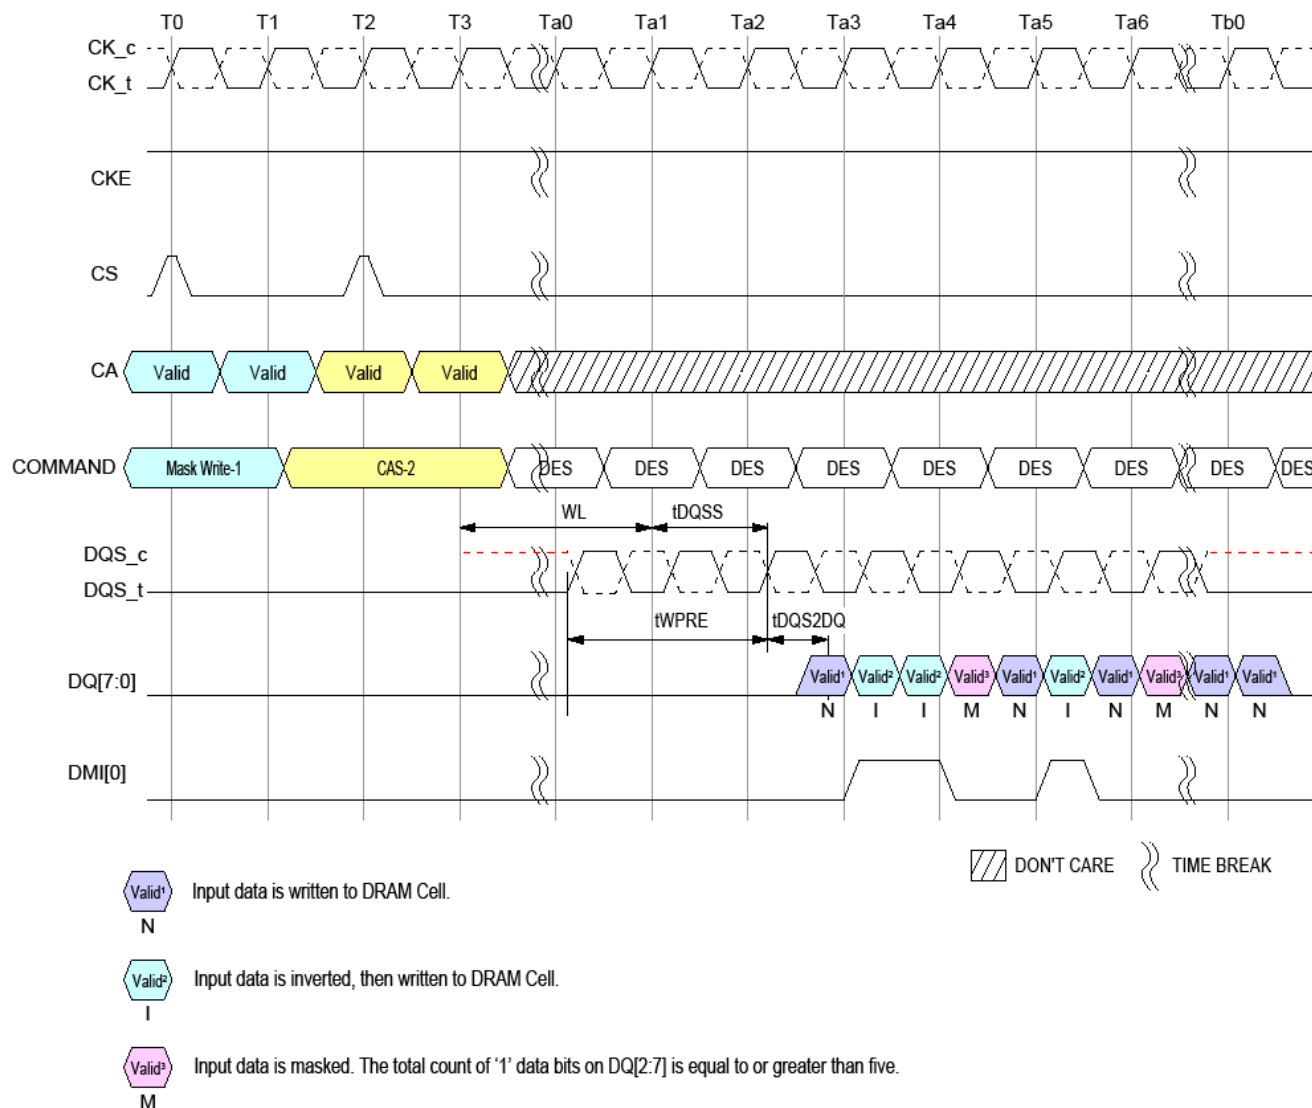 T0 T1 T2 T3 Ta0 Ta1 Ta2 Ta3 Ta4 Ta5 Ta6 Tb0
CK_c
CK_t
CKE
CS
CA Valid Valid Valid Valid
COMMAND Mask Write-1 CAS-2 DES DES DES DES DES DES DES DES DES
WL tDQSS
DQS_c
DQS_t
tWPRE tDQS2DQ
DQ[7:0] Valid¹ Valid² Valid² Valid³ Valid¹ Valid² Valid¹ Valid³ Valid¹ Valid¹
N I I M N I N M N N
DMI[0]
DON'T CARE TIME BREAK
Valid¹ Input data is written to DRAM Cell.
N
Valid² Input data is inverted, then written to DRAM Cell.
I
Valid³ Input data is masked. The total count of ‘1’ data bits on DQ[2:7] is equal to or greater than five.
M